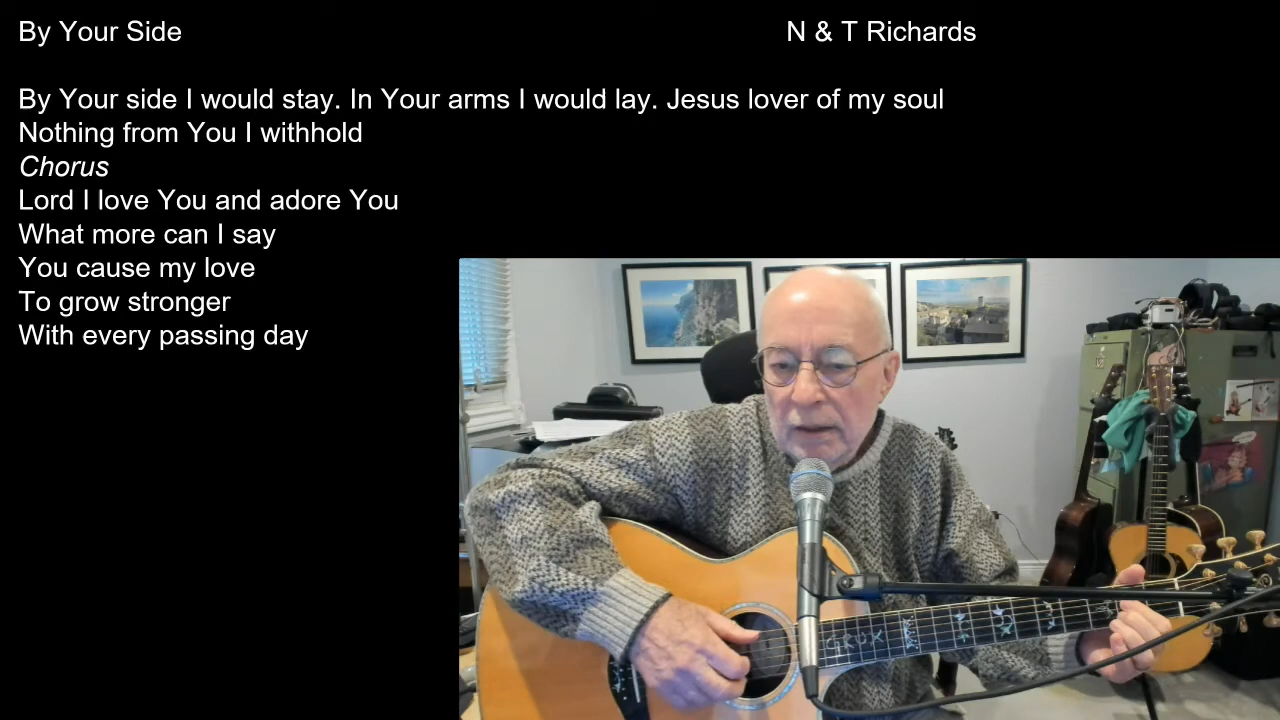 By Your Side N & T Richards
By Your side I would stay. In Your arms I would lay. Jesus lover of my soul
Nothing from You I withhold
Chorus
Lord I love You and adore You
What more can I say
You cause my love
To grow stronger
With every passing day